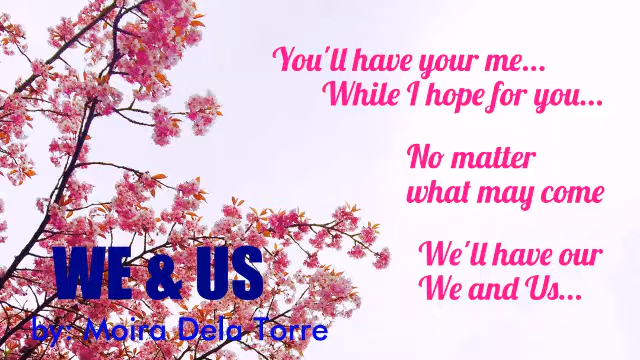 You'll have your me...
While I hope for you...
No matter
what may come
We'll have our
We and Us...
WE & US
by: Moira Dela Torre